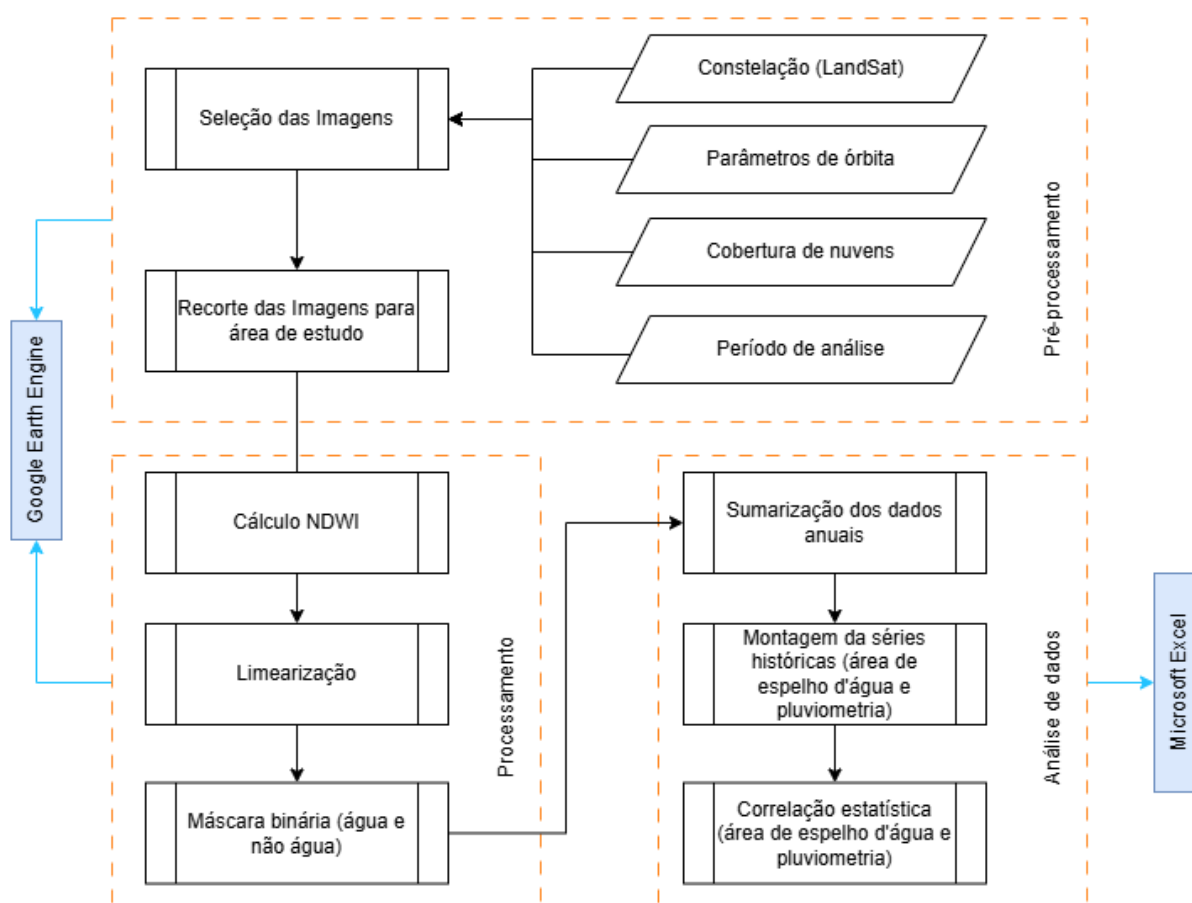 Constelação (LandSat)
Seleção das Imagens
Parâmetros de órbita
Cobertura de nuvens
Recorte das Imagens para
área de estudo
Período de análise
Pré-processamento
Google Earth Engine
Cálculo NDWI
Limearização
Máscara binária (água e
não água)
Processamento
Sumarização dos dados
anuais
Montagem da séries
históricas (área de
espelho d'água e
pluviometria)
Correlação estatística
(área de espelho d'água e
pluviometria)
Análise de dados
Microsoft Excel